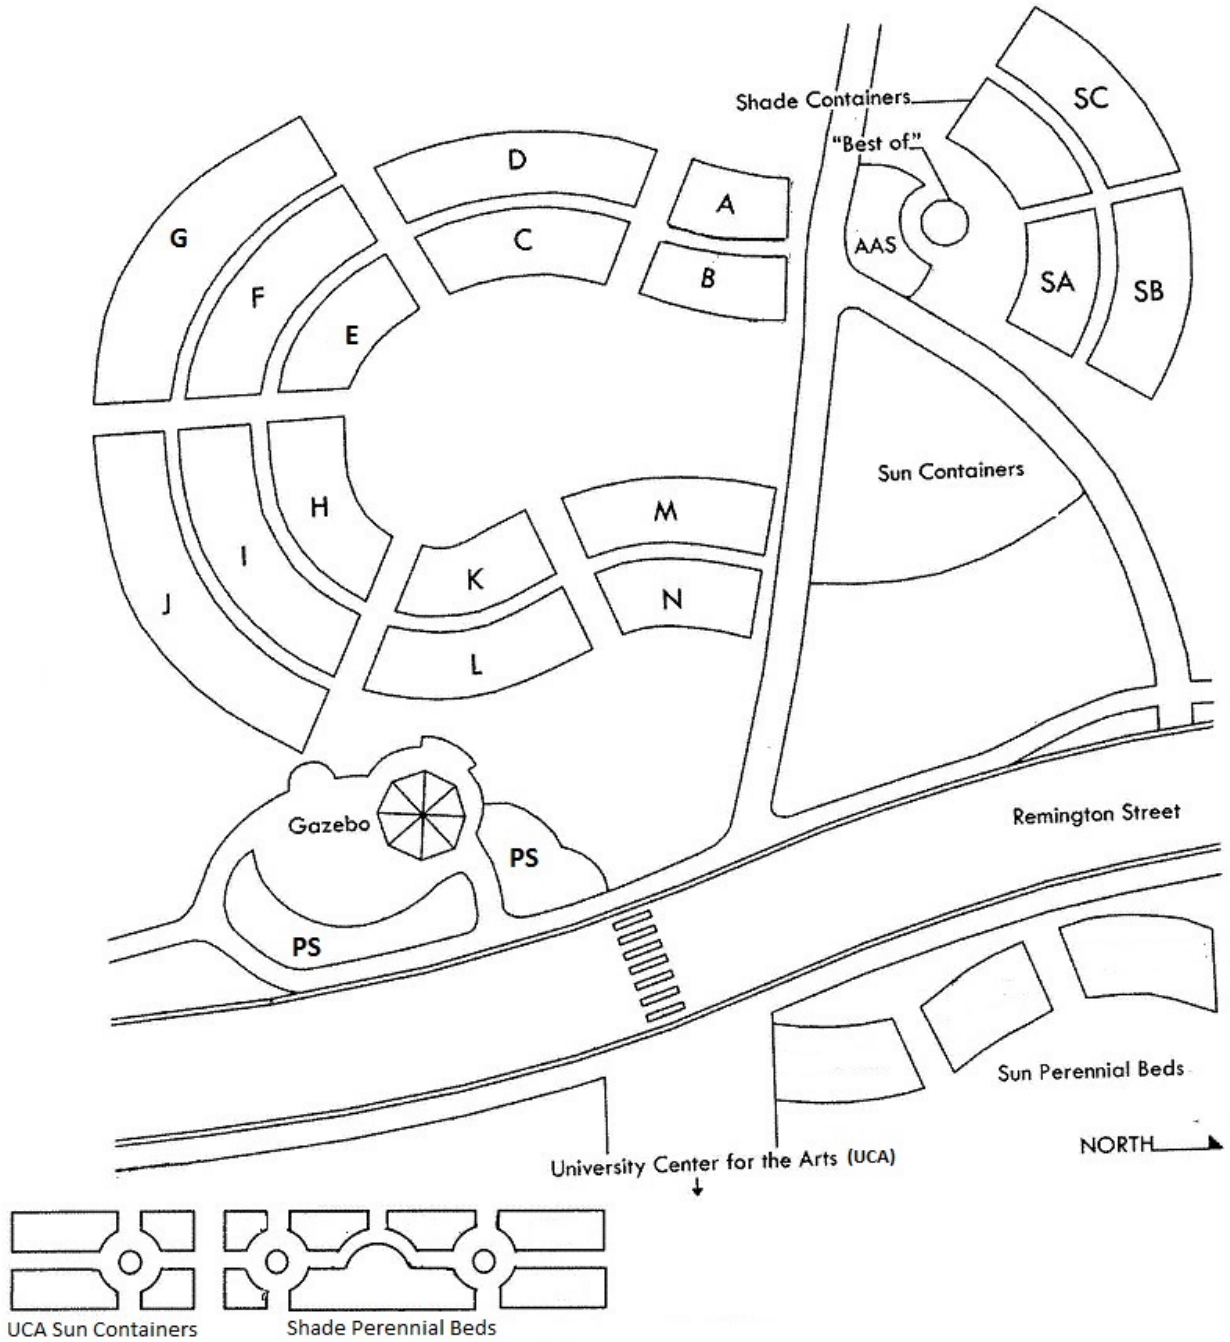 SC
Shade Containers
"Best of"
D
A
G
C
AAS
F
B
SA
SB
E
Sun Containers
H
M
I
K
N
J
L
Remington Street
Gazebo
PS
PS
Sun Perennial Beds
NORTH
University Center for the Arts (UCA)
UCA Sun Containers
Shade Perennial Beds